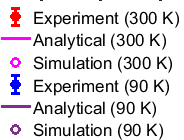 Experiment (300 K)
Analytical (300 K)
Simulation (300 K)
Experiment (90 K)
Analytical (90 K)
Simulation (90 K)